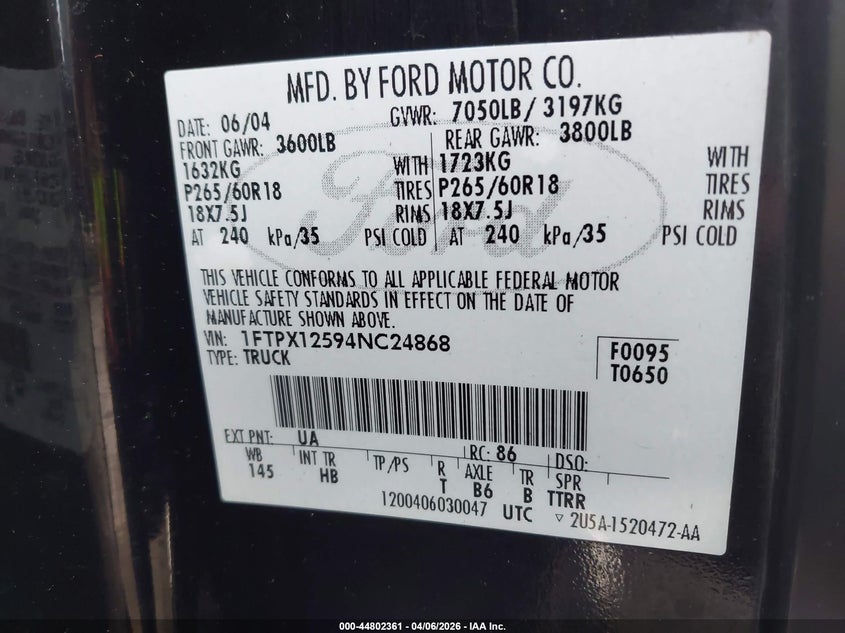 MFD. BY FORD MOTOR CO.
DATE: 06/04 GVWR: 7050LB/ 3197KG
FRONT GAWR: 3600LB REAR GAWR: 3800LB
1632KG WITH 1723KG WITH
P265/60R18 TIRES P265/60R18 TIRES
18X7.5J RIMS 18X7.5J RIMS
AT 240 kPa/35 PSI COLD AT 240 kPa/35 PSI COLD
Ford
THIS VEHICLE CONFORMS TO ALL APPLICABLE FEDERAL MOTOR
VEHICLE SAFETY STANDARDS IN EFFECT ON THE DATE OF
MANUFACTURE SHOWN ABOVE.
VIN: 1FTPX12594NC24868 F0095
TYPE: TRUCK T0650
EXT PNT: UA RC: 86 DSO:
WB INT TR TP/PS R AXLE TR SPR
145 HB T B6 B TTRR
1200406030047 UTC ▽ 2U5A-1520472-AA
000-44802361 - 04/06/2026 - IAA Inc.